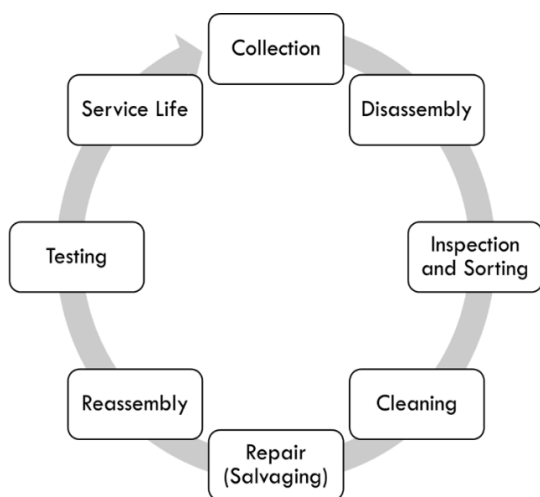 Collection
Disassembly
Inspection
and Sorting
Cleaning
Repair
(Salvaging)
Reassembly
Testing
Service Life